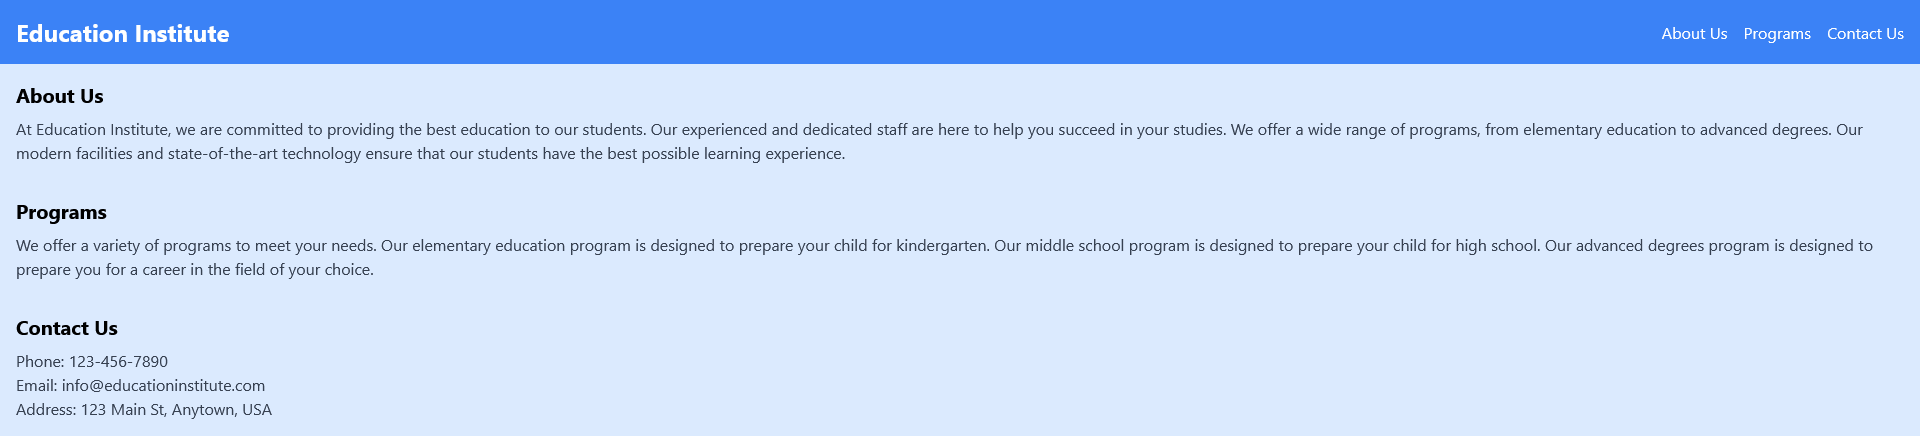 Education Institute
About Us Programs Contact Us
About Us
At Education Institute, we are committed to providing the best education to our students. Our experienced and dedicated staff are here to help you succeed in your studies. We offer a wide range of programs, from elementary education to advanced degrees. Our
modern facilities and state-of-the-art technology ensure that our students have the best possible learning experience.
Programs
We offer a variety of programs to meet your needs. Our elementary education program is designed to prepare your child for kindergarten. Our middle school program is designed to prepare your child for high school. Our advanced degrees program is designed to
prepare you for a career in the field of your choice.
Contact Us
Phone: 123-456-7890
Email: info@educationinstitute.com
Address: 123 Main St, Anytown, USA